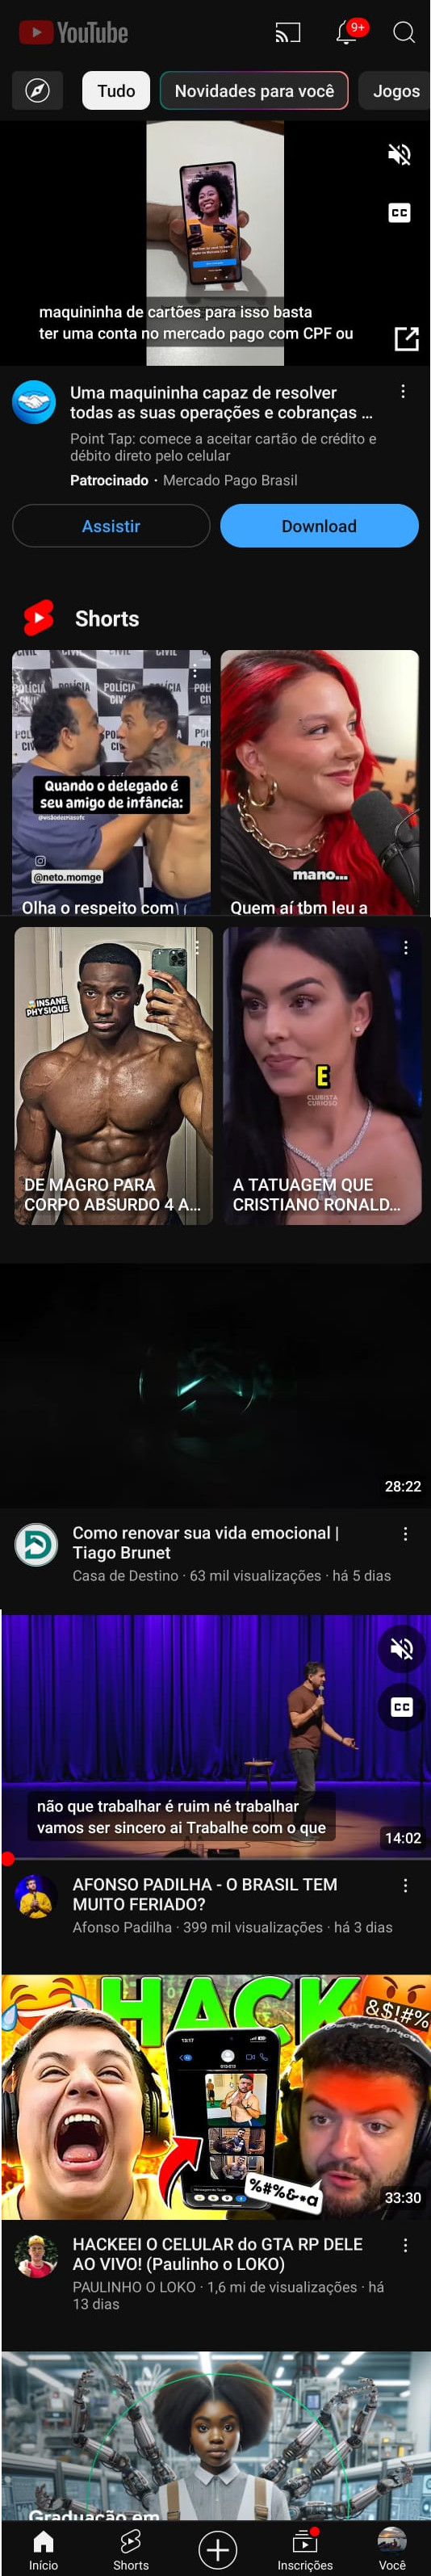 YouTube
9+
Tudo
Novidades para você
Jogos
CC
maquininha de cartões para isso basta
ter uma conta no mercado pago com CPF ou
Uma maquininha capaz de resolver
todas as suas operações e cobranças ...
Point Tap: comece a aceitar cartão de crédito e
débito direto pelo celular
Patrocinado · Mercado Pago Brasil
Assistir
Download
Shorts
POLÍCIA
CIVIL
Quando o delegado é
seu amigo de infância:
@visãodecriasofc
@neto.momge
Olha o respeito com
mano...
Quem aí tbm leu a
INSANE
PHYSIQUE
DE MAGRO PARA
CORPO ABSURDO 4 A...
E
CLUBISTA
CURIOSO
A TATUAGEM QUE
CRISTIANO RONALD...
28:22
Como renovar sua vida emocional |
Tiago Brunet
Casa de Destino · 63 mil visualizações · há 5 dias
CC
não que trabalhar é ruim né trabalhar
vamos ser sincero ai Trabalhe com o que
14:02
AFONSO PADILHA - O BRASIL TEM
MUITO FERIADO?
Afonso Padilha · 399 mil visualizações · há 3 dias
HACK
&$!#%
13:17
%#%&*a
33:30
HACKEEI O CELULAR do GTA RP DELE
AO VIVO! (Paulinho o LOKO)
PAULINHO O LOKO · 1,6 mi de visualizações · há
13 dias
Graduação em
Início
Shorts
Inscrições
Você